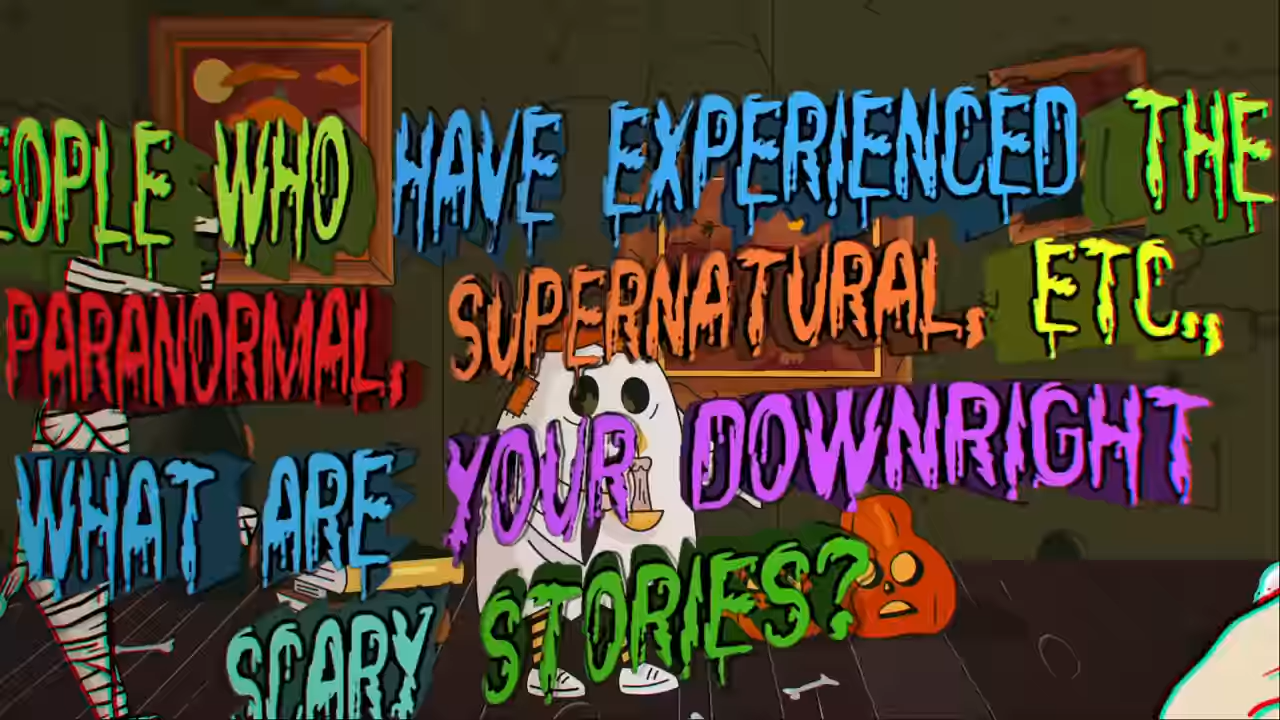 EOPLE WHO HAVE EXPERIENCED THE
PARANORMAL, SUPERNATURAL, ETC.,
WHAT ARE YOUR DOWNRIGHT
SCARY STORIES?